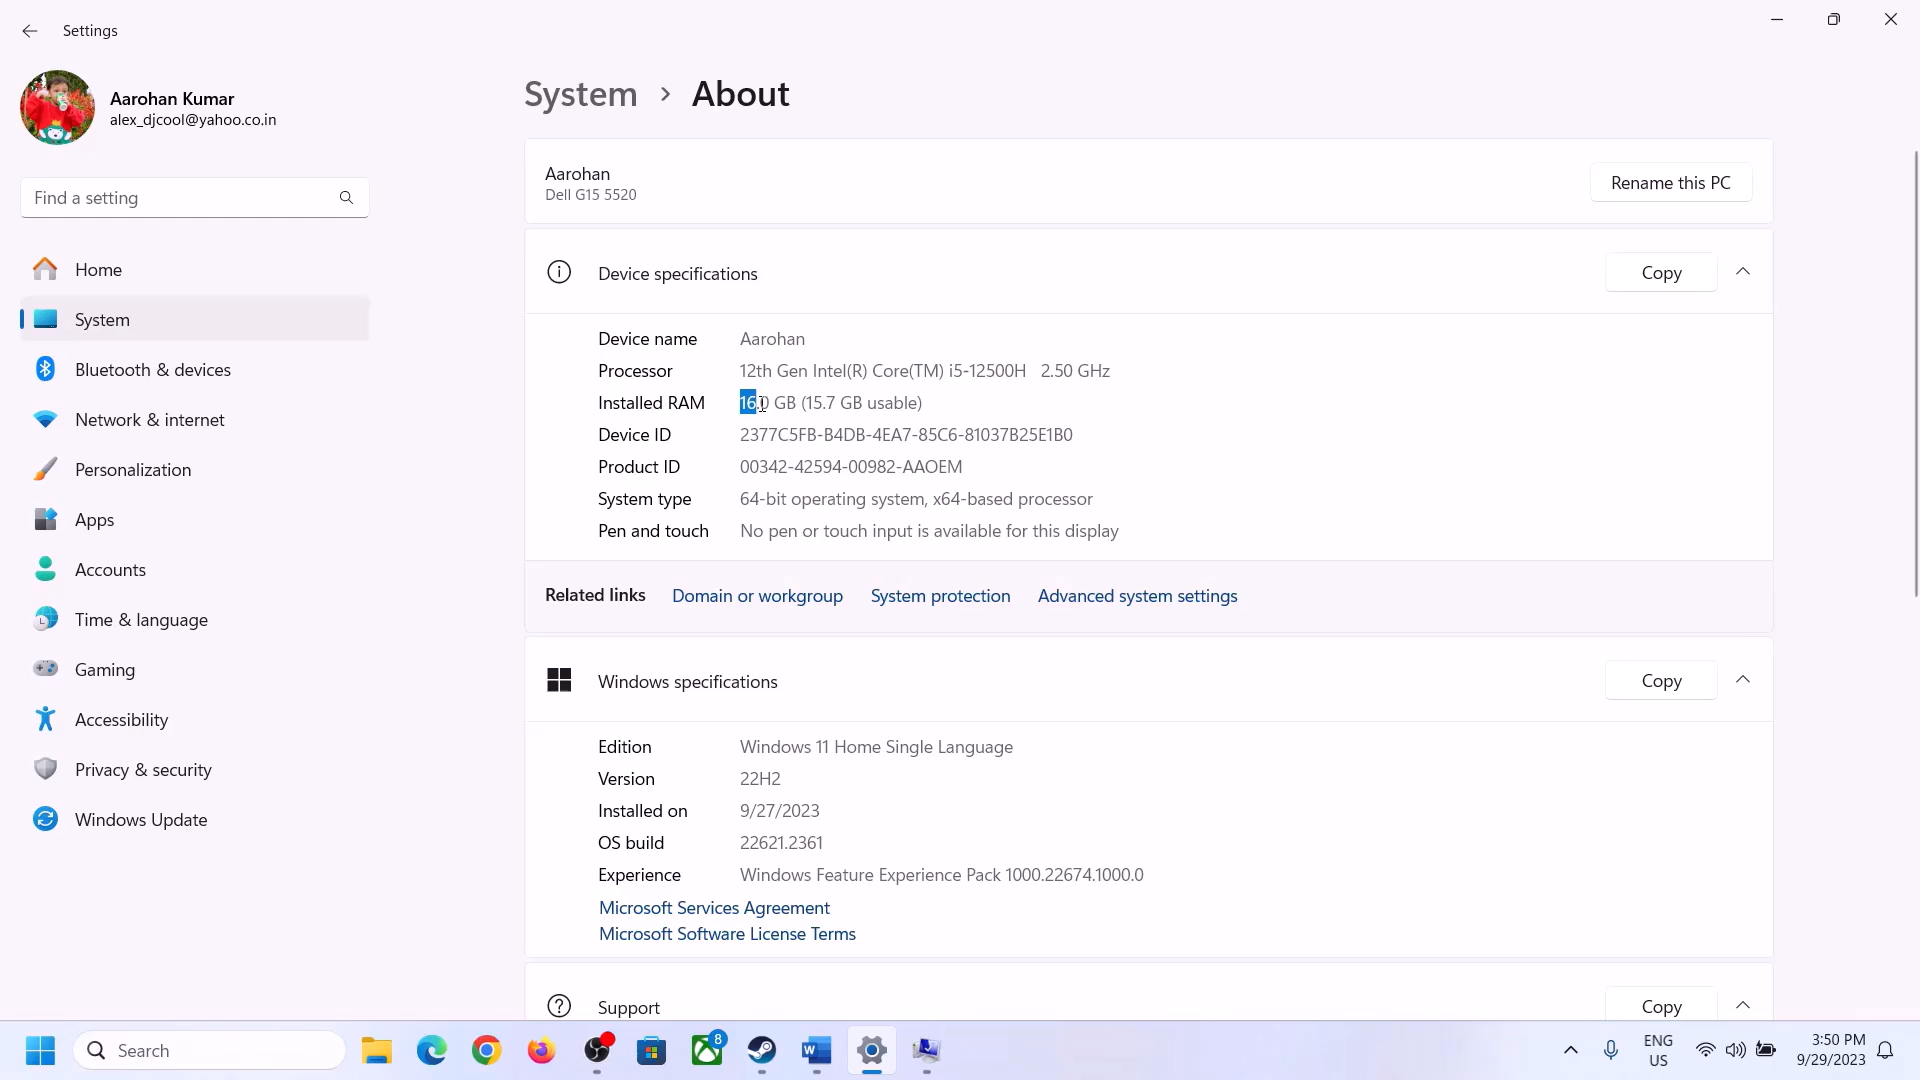 Settings
Aarohan Kumar
alex_djcool@yahoo.co.in
Find a setting
Home
System
Bluetooth & devices
Network & internet
Personalization
Apps
Accounts
Time & language
Gaming
Accessibility
Privacy & security
Windows Update
System > About
Aarohan
Dell G15 5520
Rename this PC
Device specifications
Copy
Device name Aarohan
Processor 12th Gen Intel(R) Core(TM) i5-12500H 2.50 GHz
Installed RAM 16.0 GB (15.7 GB usable)
Device ID 2377C5FB-B4DB-4EA7-85C6-81037B25E1B0
Product ID 00342-42594-00982-AAOEM
System type 64-bit operating system, x64-based processor
Pen and touch No pen or touch input is available for this display
Related links Domain or workgroup System protection Advanced system settings
Windows specifications
Copy
Edition Windows 11 Home Single Language
Version 22H2
Installed on 9/27/2023
OS build 22621.2361
Experience Windows Feature Experience Pack 1000.22674.1000.0
Microsoft Services Agreement
Microsoft Software License Terms
Support
Copy
Search
8
W
ENG
US
3:50 PM
9/29/2023